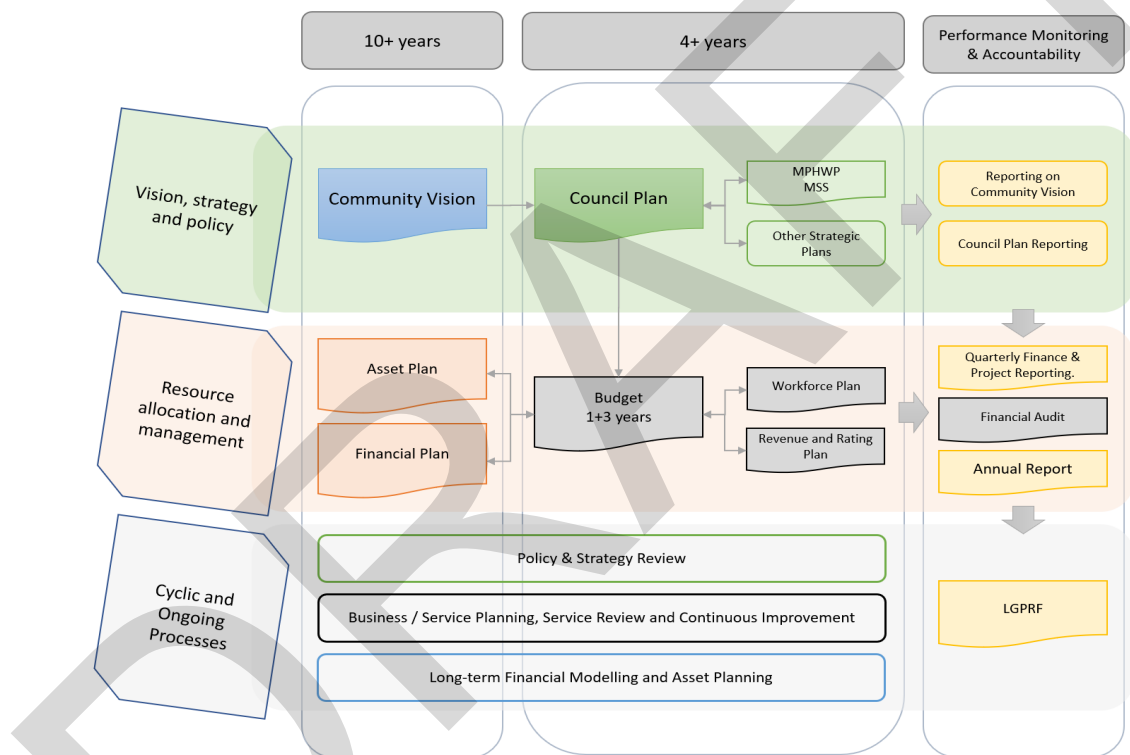 10+ years
4+ years
Performance Monitoring
& Accountability
Vision, strategy
and policy
Community Vision
Council Plan
MPHWP
MSS
Other Strategic
Plans
Reporting on
Community Vision
Council Plan Reporting
Resource
allocation and
management
Asset Plan
Financial Plan
Budget
1+3 years
Workforce Plan
Revenue and Rating
Plan
Quarterly Finance &
Project Reporting.
Financial Audit
Annual Report
Cyclic and
Ongoing
Processes
Policy & Strategy Review
Business / Service Planning, Service Review and Continuous Improvement
Long-term Financial Modelling and Asset Planning
LGPRF
DRAFT